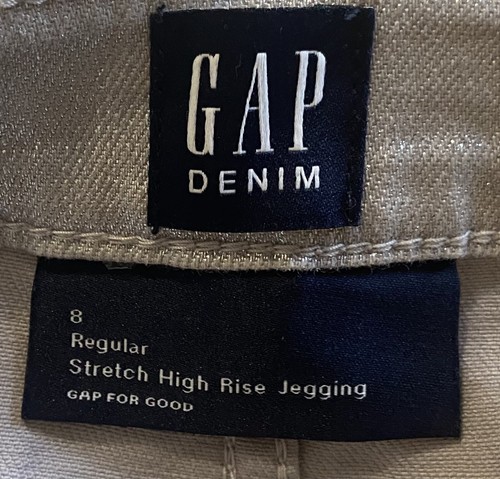 GAP
DENIM
8
Regular
Stretch High Rise Jegging
GAP FOR GOOD